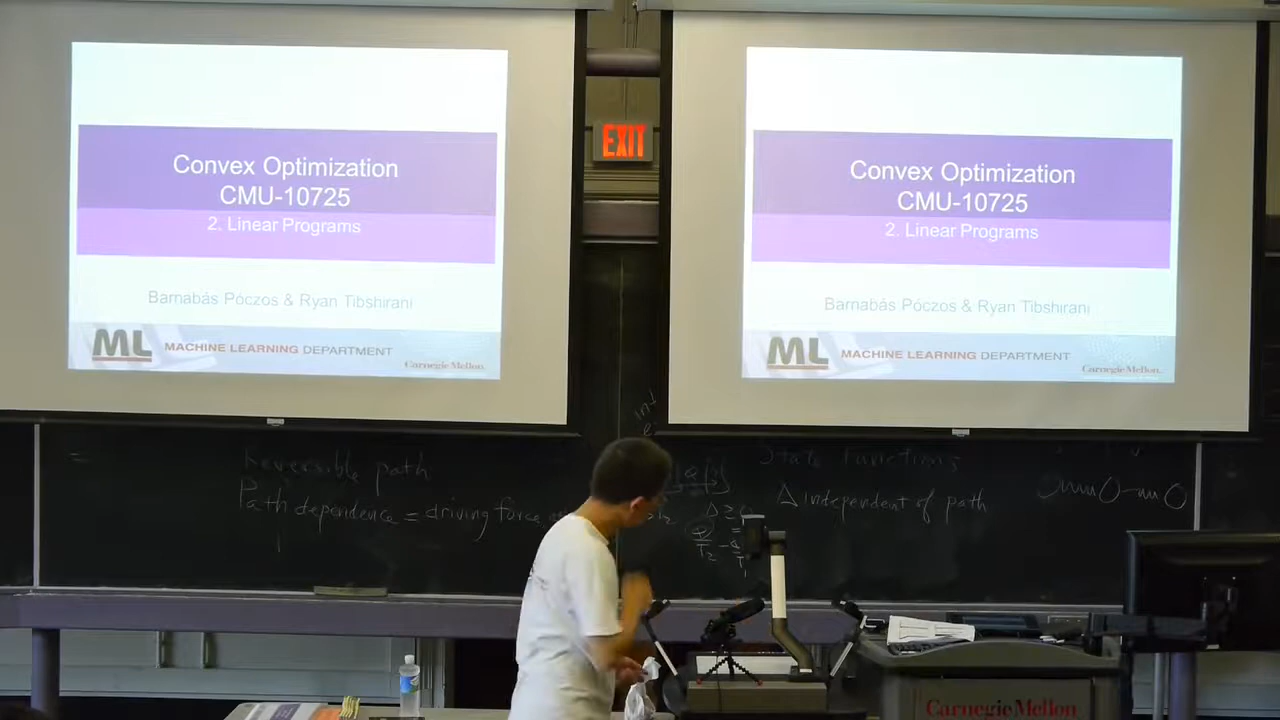 Convex Optimization
CMU-10725
2. Linear Programs
Barnabás Póczos & Ryan Tibshirani
ML MACHINE LEARNING DEPARTMENT
Carnegie Mellon
EXIT
Convex Optimization
CMU-10725
2. Linear Programs
Barnabás Póczos & Ryan Tibshirani
ML MACHINE LEARNING DEPARTMENT
Carnegie Mellon
Reversible path
Path dependence = driving force
State functions
Δ independent of path
Carnegie Mellon